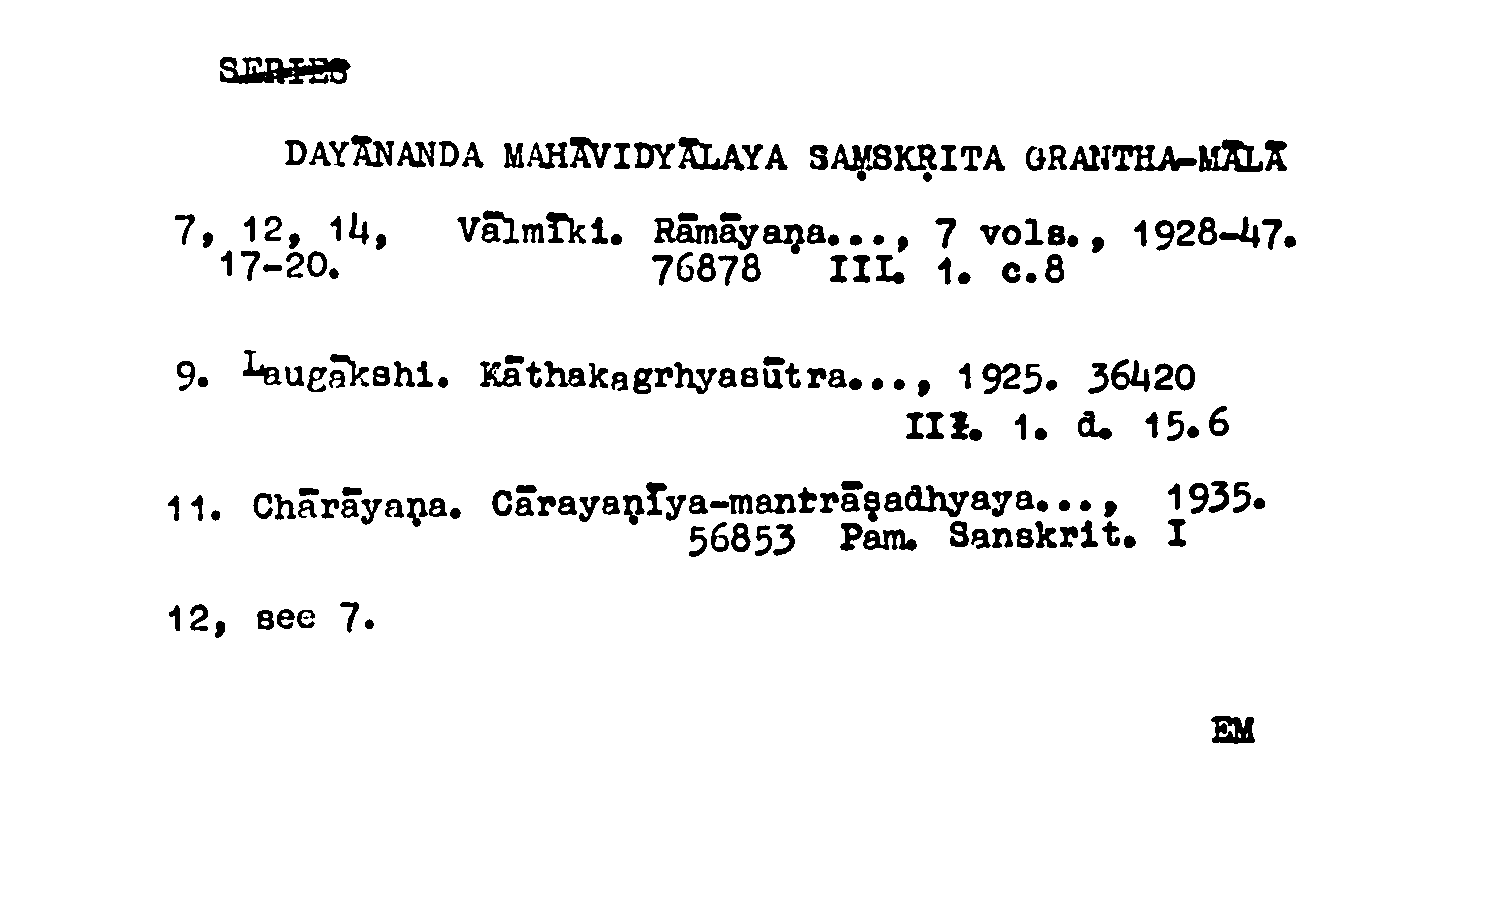 SERIES
DAYĀNANDA MAHĀVIDYĀLAYA SAṂSKṚITA GRANTHA-MĀLĀ
7, 12, 14, Vālmīki. Rāmāyaṇa..., 7 vols., 1928-47.
17-20. 76878 III. 1. c.8
9. Laugākshi. Kāthakagrhyasūtra..., 1925. 36420
III. 1. d. 15.6
11. Chārāyaṇa. Cārayaṇīya-mantrāṣadhyaya..., 1935.
56853 Pam. Sanskrit. I
12, see 7.
EM